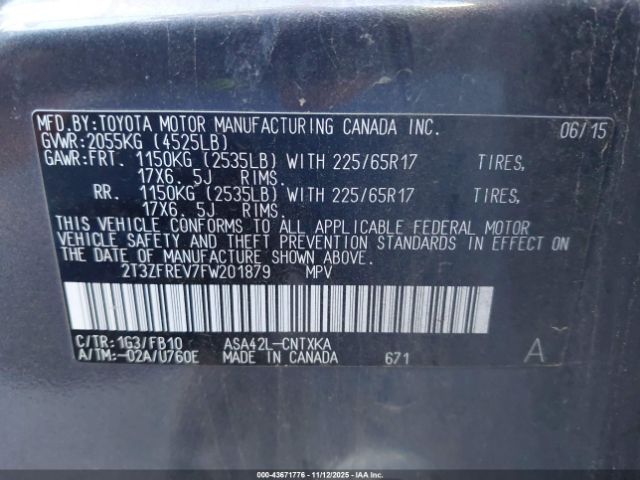 MFD.BY:TOYOTA MOTOR MANUFACTURING CANADA INC. 06/15
GVWR:2055KG (4525LB)
GAWR:FRT. 1150KG (2535LB) WITH 225/65R17 TIRES,
17X6. 5J RIMS.
RR. 1150KG (2535LB) WITH 225/65R17 TIRES,
17X6. 5J RIMS.
THIS VEHICLE CONFORMS TO ALL APPLICABLE FEDERAL MOTOR
VEHICLE SAFETY AND THEFT PREVENTION STANDARDS IN EFFECT ON
THE DATE OF MANUFACTURE SHOWN ABOVE.
2T3ZFREV7FW201879 MPV
C/TR:1G3/FB10 ASA42L-CNTXKA
A/TM:-02A/U760E MADE IN CANADA 671 A
000-43671776 - 11/12/2025 - IAAI.COM